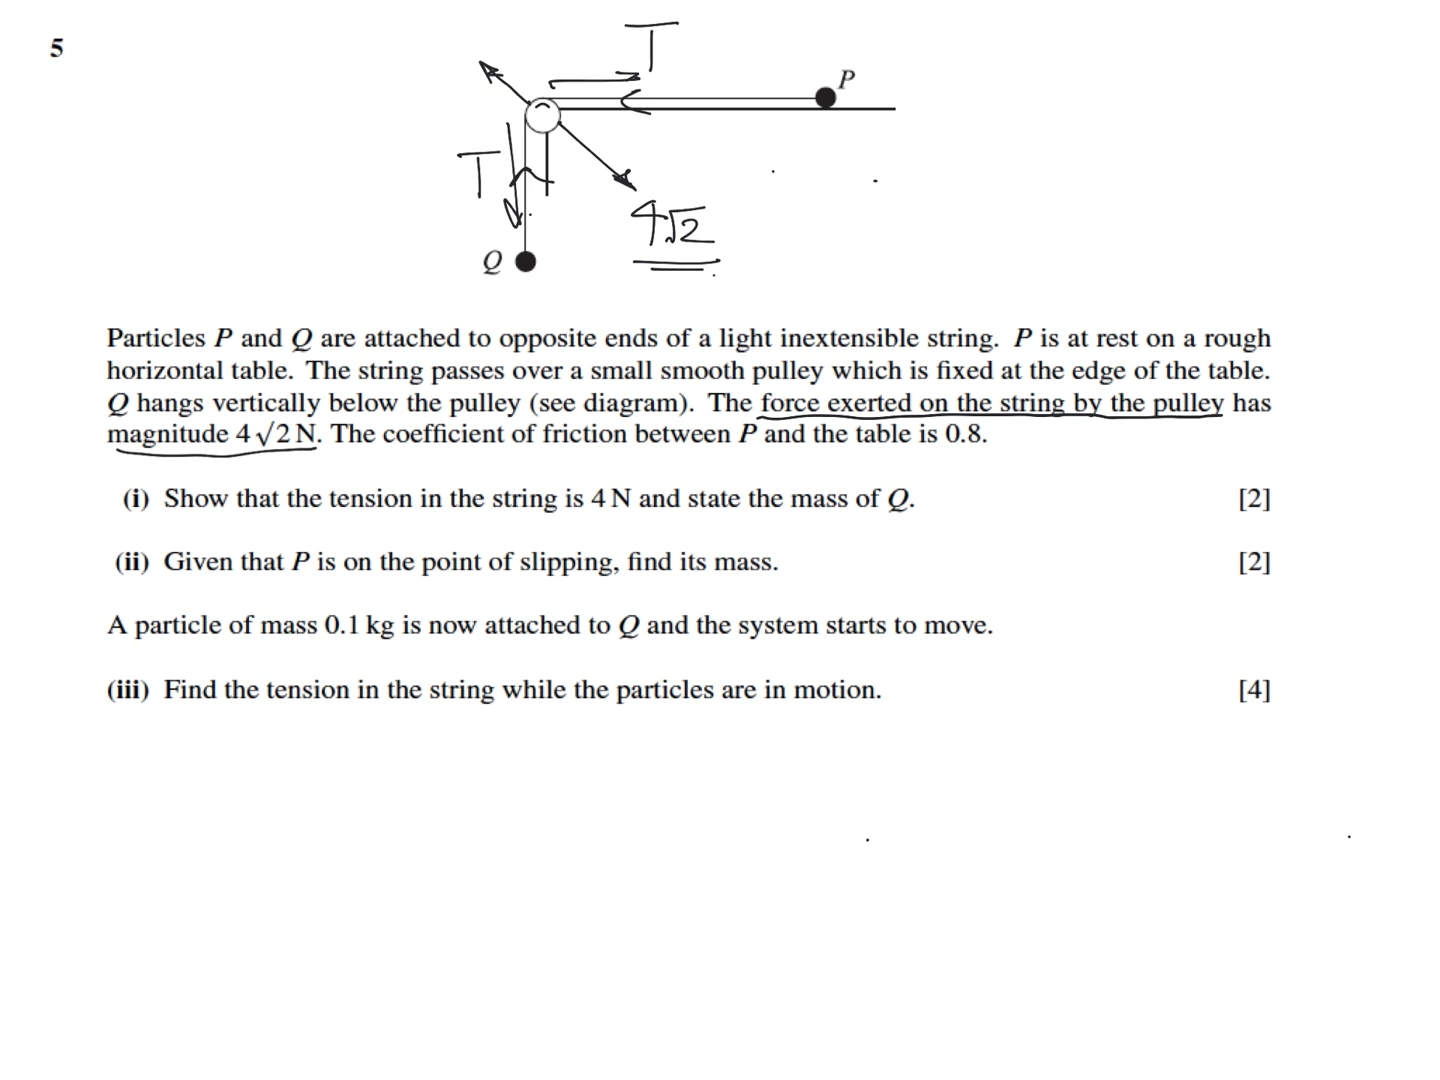 5
T
P
T
4√2
Q
Particles P and Q are attached to opposite ends of a light inextensible string. P is at rest on a rough
horizontal table. The string passes over a small smooth pulley which is fixed at the edge of the table.
Q hangs vertically below the pulley (see diagram). The force exerted on the string by the pulley has
magnitude 4√2 N. The coefficient of friction between P and the table is 0.8.
(i) Show that the tension in the string is 4 N and state the mass of Q. [2]
(ii) Given that P is on the point of slipping, find its mass. [2]
A particle of mass 0.1 kg is now attached to Q and the system starts to move.
(iii) Find the tension in the string while the particles are in motion. [4]